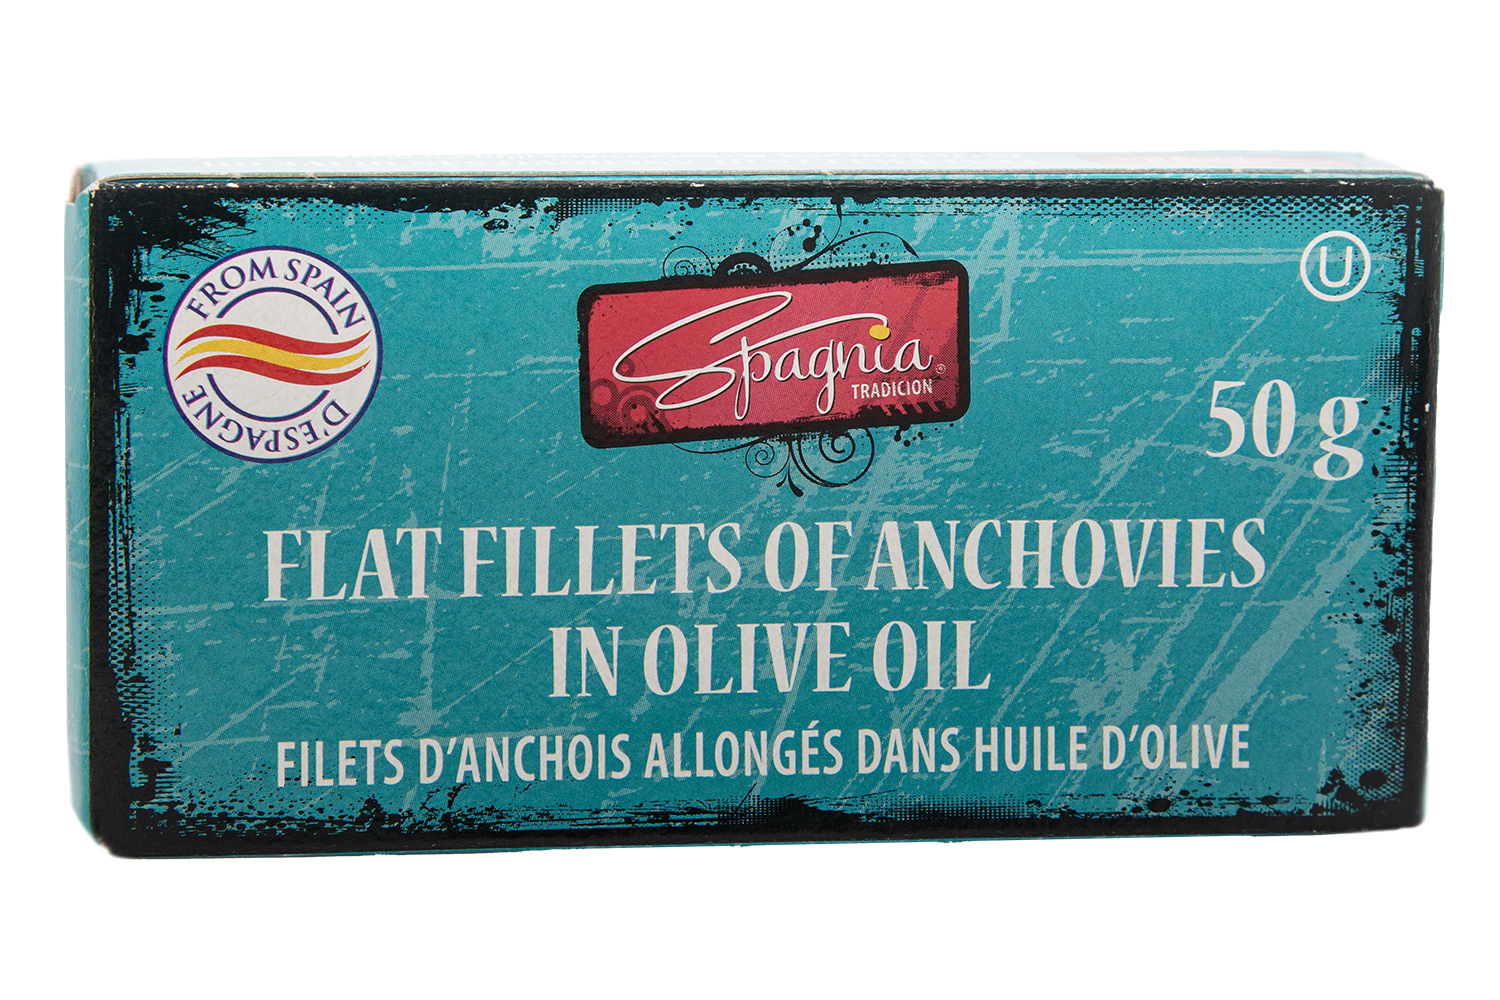 FROM SPAIN
D'ESPAGNE
Spagnia®
TRADICION
U
50 g
FLAT FILLETS OF ANCHOVIES
IN OLIVE OIL
FILETS D'ANCHOIS ALLONGÉS DANS HUILE D'OLIVE